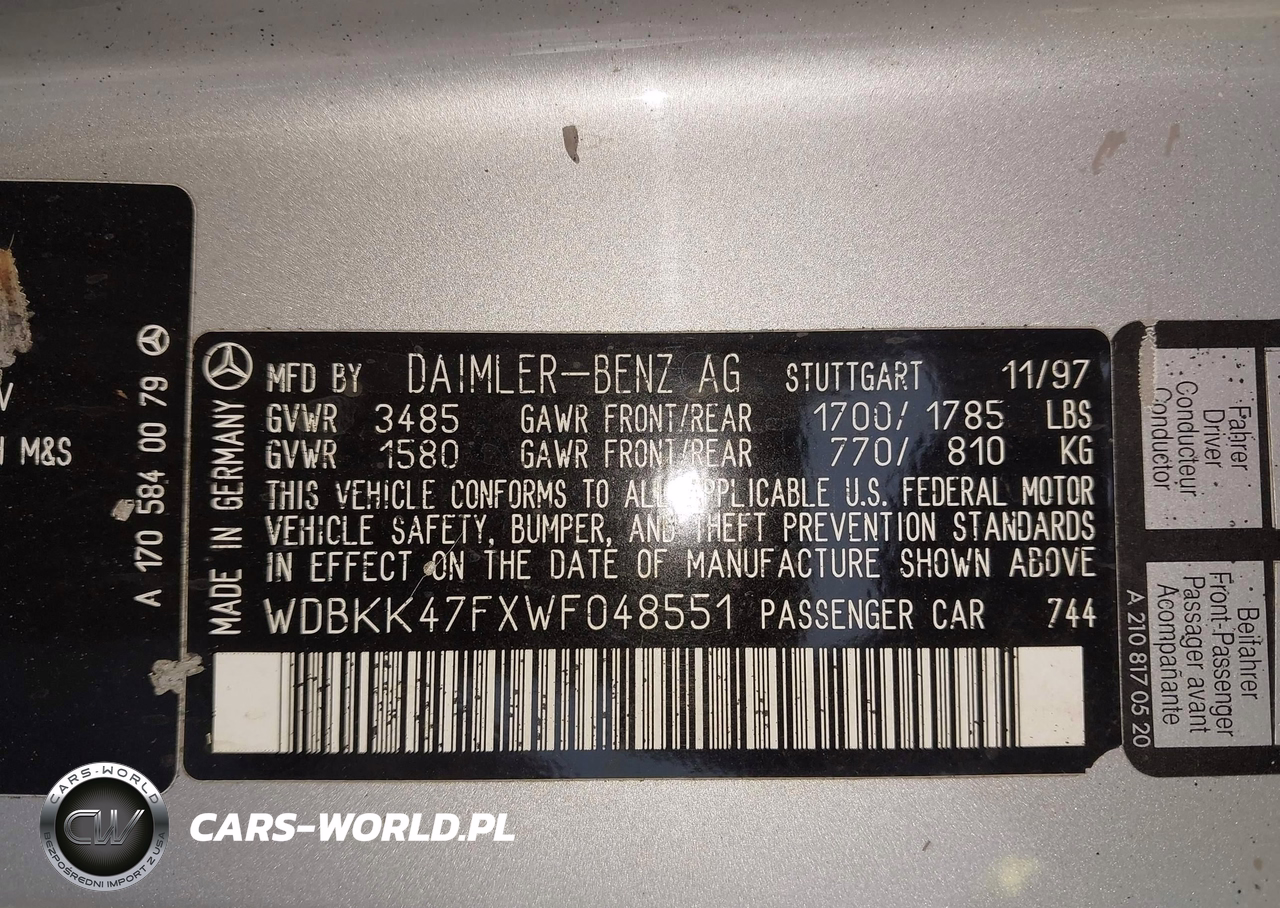 V
M&S
A 170 584 00 79
MADE IN GERMANY
MFD BY DAIMLER-BENZ AG STUTTGART 11/97
GVWR 3485 GAWR FRONT/REAR 1700/ 1785 LBS
GVWR 1580 GAWR FRONT/REAR 770/ 810 KG
THIS VEHICLE CONFORMS TO ALL APPLICABLE U.S. FEDERAL MOTOR
VEHICLE SAFETY, BUMPER, AND THEFT PREVENTION STANDARDS
IN EFFECT ON THE DATE OF MANUFACTURE SHOWN ABOVE
WDBKK47FXWF048551 PASSENGER CAR 744
Fahrer
Driver
Conducteur
Conductor
Beifahrer
Front-Passenger
Passager avant
Acompañante
A 210 817 05 20
CARS-WORLD
CW
BEZPOŚREDNI IMPORT Z USA
CARS-WORLD.PL